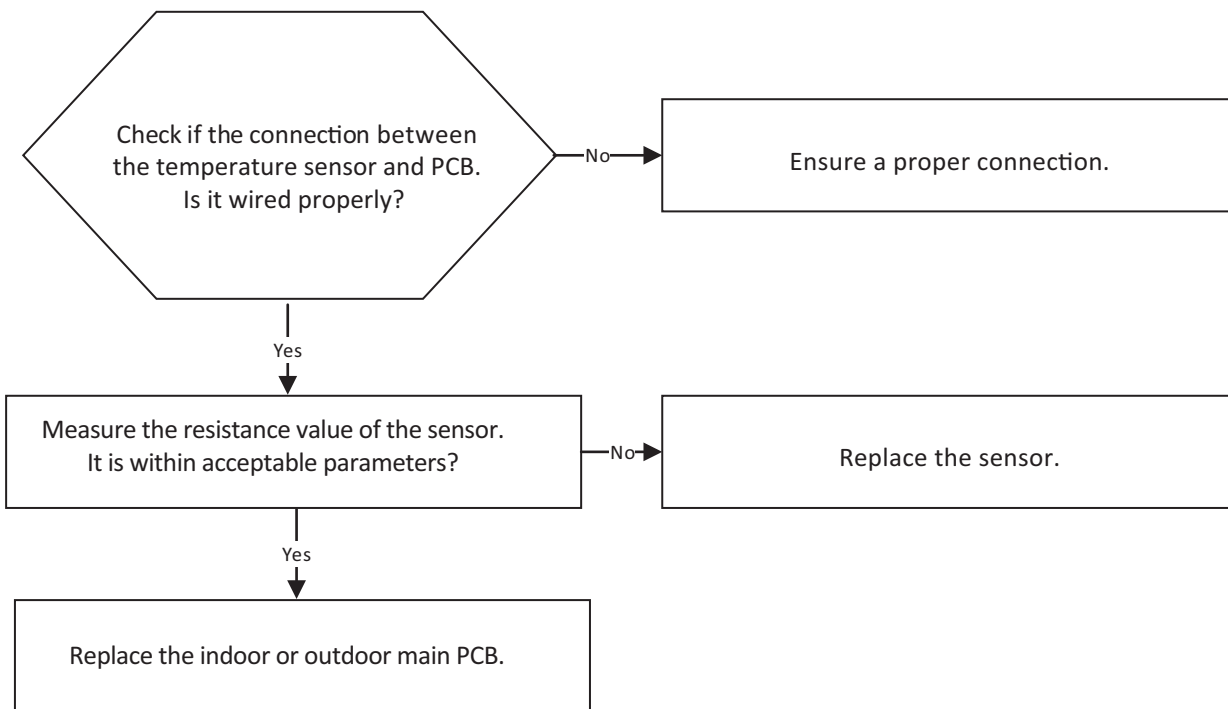 Check if the connection between
the temperature sensor and PCB.
Is it wired properly?
No
Ensure a proper connection.
Yes
Measure the resistance value of the sensor.
It is within acceptable parameters?
No
Replace the sensor.
Yes
Replace the indoor or outdoor main PCB.